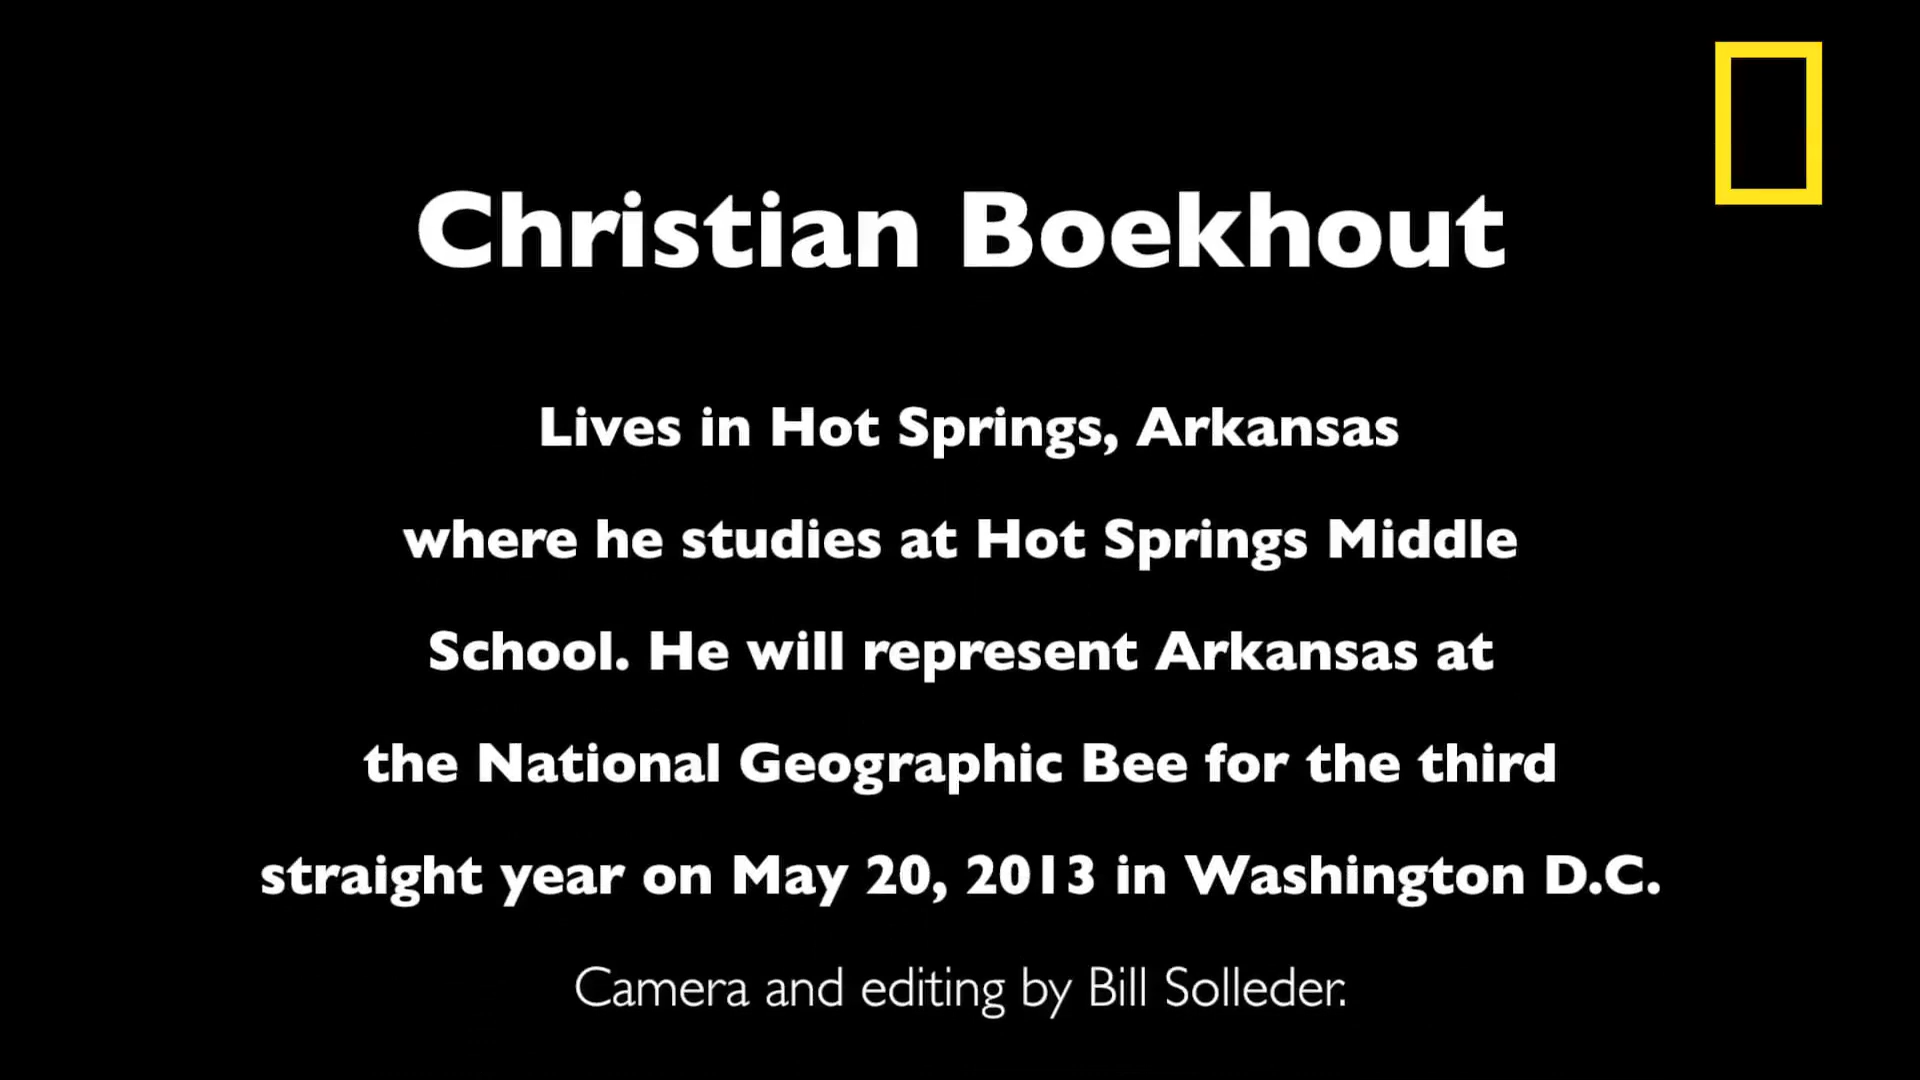 Christian Boekhout
Lives in Hot Springs, Arkansas
where he studies at Hot Springs Middle
School. He will represent Arkansas at
the National Geographic Bee for the third
straight year on May 20, 2013 in Washington D.C.
Camera and editing by Bill Solleder.